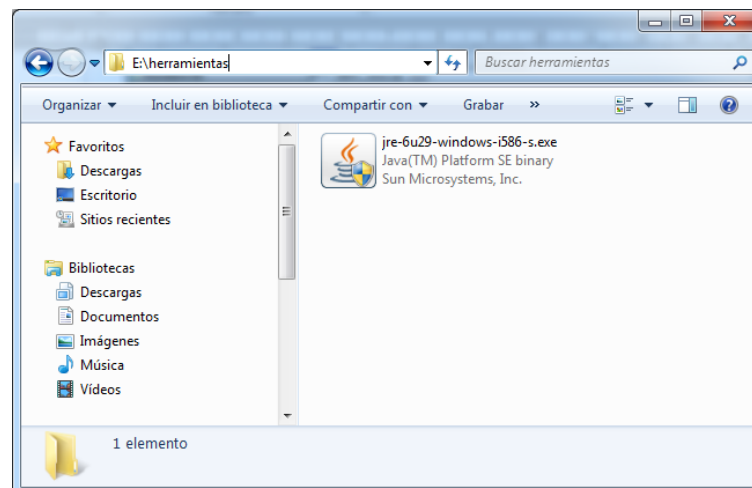 E:\herramientas
Buscar herramientas
Organizar
Incluir en biblioteca
Compartir con
Grabar
»
Favoritos
Descargas
Escritorio
Sitios recientes
Bibliotecas
Descargas
Documentos
Imágenes
Música
Vídeos
jre-6u29-windows-i586-s.exe
Java(TM) Platform SE binary
Sun Microsystems, Inc.
1 elemento